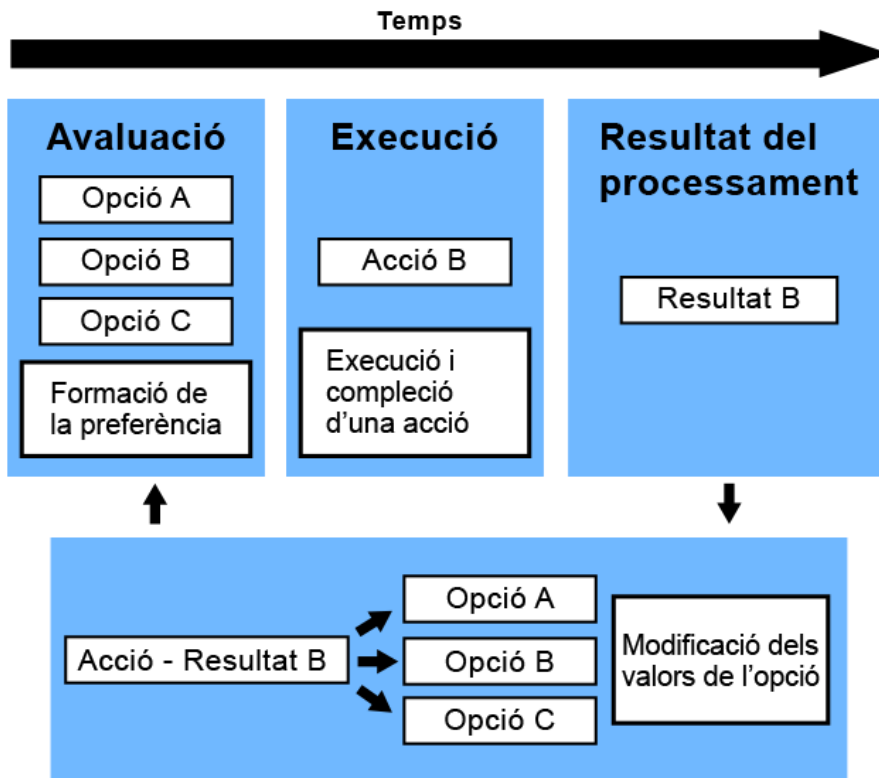 Temps
Avaluació
Opció A
Opció B
Opció C
Formació de
la preferència
Execució
Acció B
Execució i
compleció
d'una acció
Resultat del
processament
Resultat B
Acció - Resultat B
Opció A
Opció B
Opció C
Modificació dels
valors de l'opció